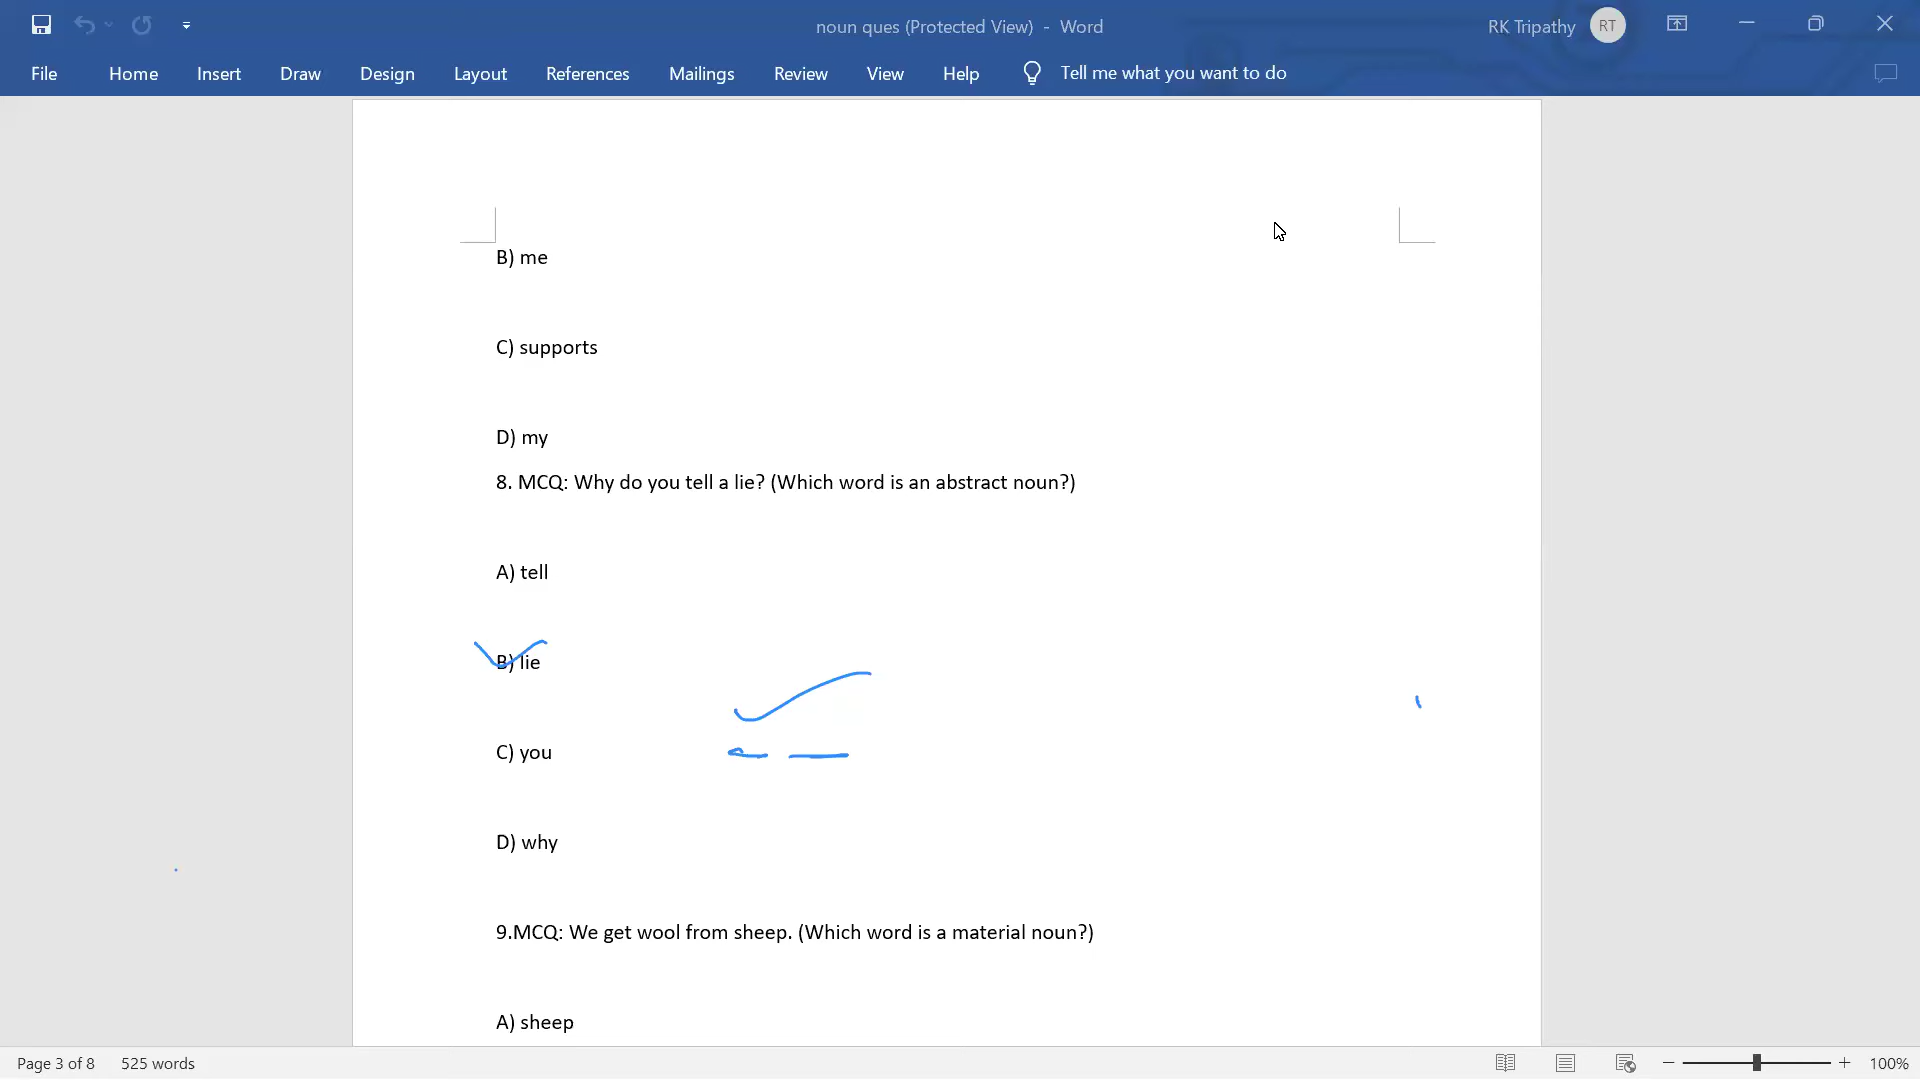 noun ques (Protected View) - Word
RK Tripathy RT
File Home Insert Draw Design Layout References Mailings Review View Help Tell me what you want to do
B) me
C) supports
D) my
8. MCQ: Why do you tell a lie? (Which word is an abstract noun?)
A) tell
B) lie
C) you
D) why
9.MCQ: We get wool from sheep. (Which word is a material noun?)
A) sheep
Page 3 of 8 525 words 100%